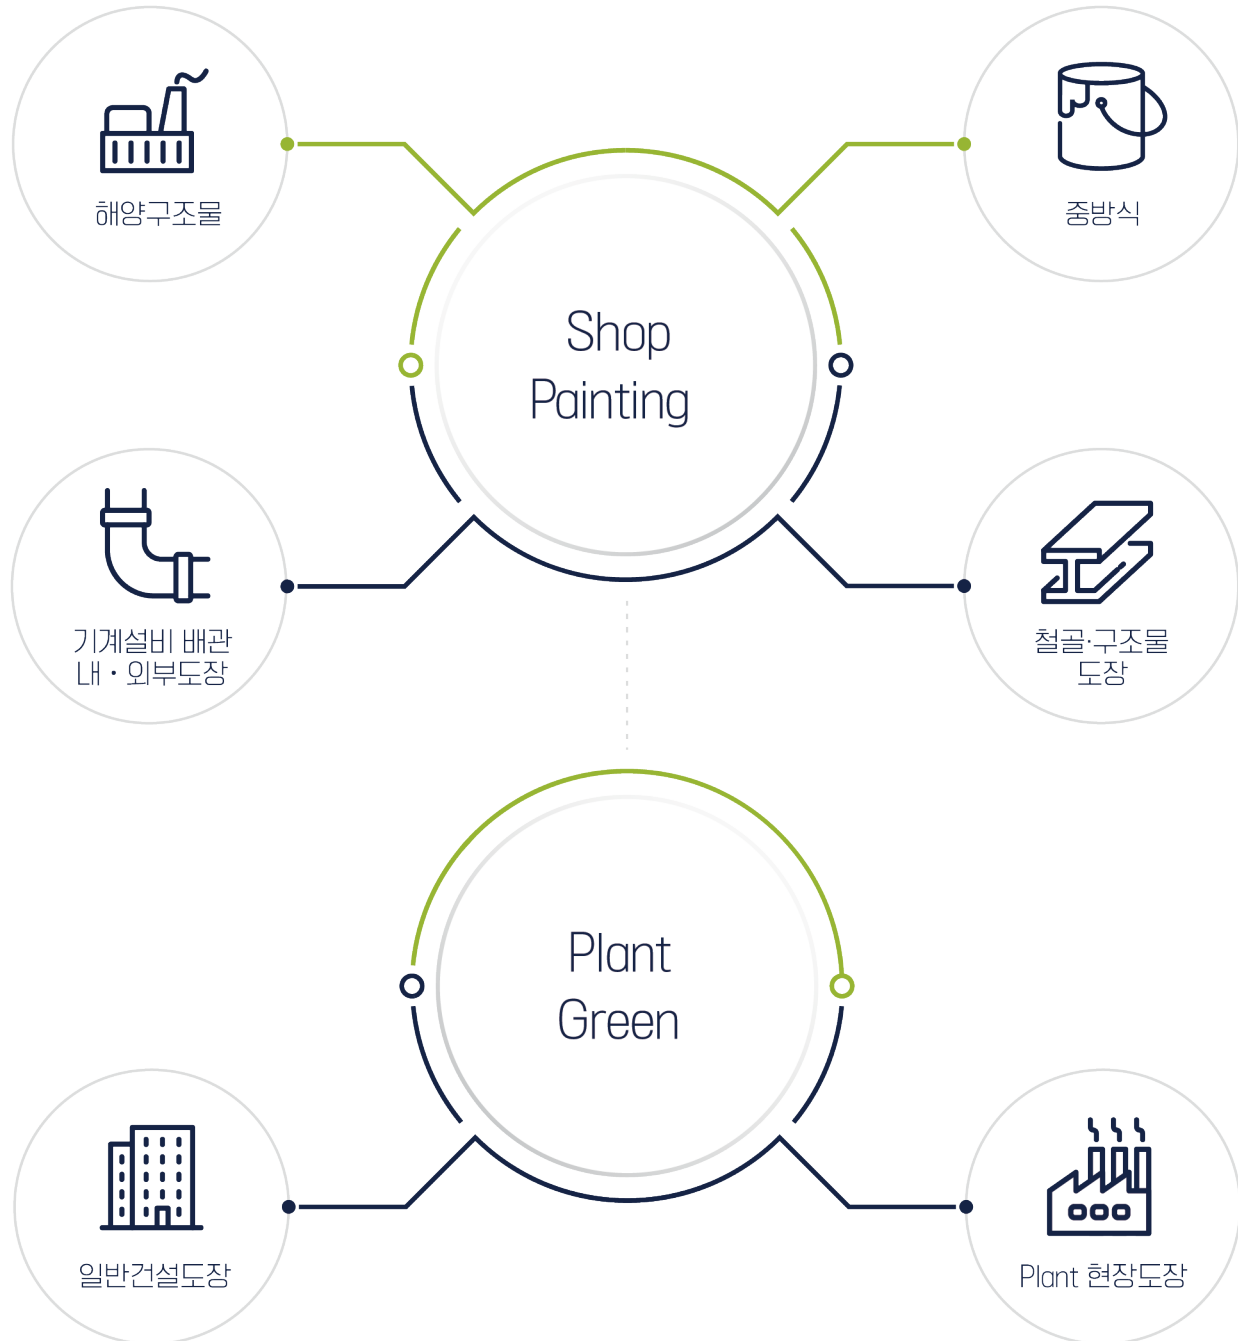 해양구조물
중방식
Shop
Painting
기계설비 배관
내·외부도장
철골·구조물
도장
Plant
Green
일반건설도장
Plant 현장도장